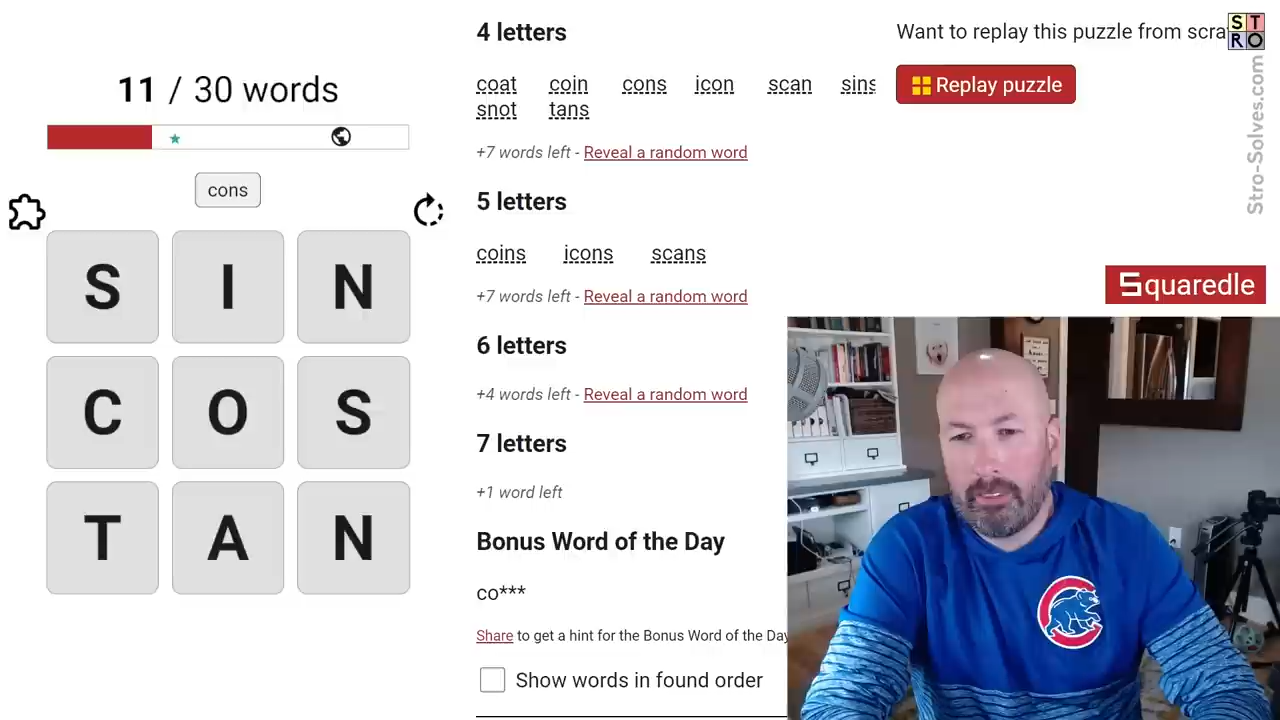 11 / 30 words
cons
S I N
C O S
T A N
4 letters
coat coin cons icon scan sins
snot tans
+7 words left - Reveal a random word
5 letters
coins icons scans
+7 words left - Reveal a random word
6 letters
+4 words left - Reveal a random word
7 letters
+1 word left
Bonus Word of the Day
co***
Share to get a hint for the Bonus Word of the Day
Show words in found order
Want to replay this puzzle from scra
Replay puzzle
ST
RO
Stro-Solves.com
Squaredle